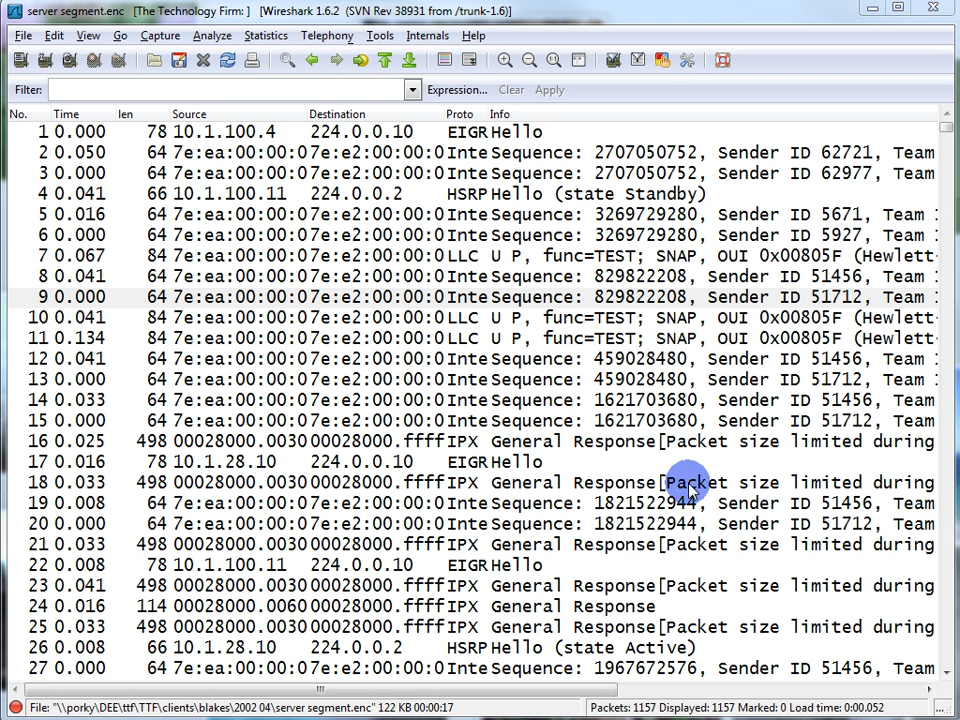 server segment.enc [The Technology Firm: ] [Wireshark 1.6.2 (SVN Rev 38931 from /trunk-1.6)]
File Edit View Go Capture Analyze Statistics Telephony Tools Internals Help
Filter: Expression... Clear Apply
No. Time len Source Destination Proto Info
1 0.000 78 10.1.100.4 224.0.0.10 EIGR Hello
2 0.050 64 7e:ea:00:00:0 7e:e2:00:00:0 Inte Sequence: 2707050752, Sender ID 62721, Team
3 0.000 64 7e:ea:00:00:0 7e:e2:00:00:0 Inte Sequence: 2707050752, Sender ID 62977, Team
4 0.041 66 10.1.100.11 224.0.0.2 HSRP Hello (state Standby)
5 0.016 64 7e:ea:00:00:0 7e:e2:00:00:0 Inte Sequence: 3269729280, Sender ID 5671, Team
6 0.000 64 7e:ea:00:00:0 7e:e2:00:00:0 Inte Sequence: 3269729280, Sender ID 5927, Team
7 0.067 84 7e:ea:00:00:0 7e:e2:00:00:0 LLC U P, func=TEST; SNAP, OUI 0x00805F (Hewlett-
8 0.041 64 7e:ea:00:00:0 7e:e2:00:00:0 Inte Sequence: 829822208, Sender ID 51456, Team
9 0.000 64 7e:ea:00:00:0 7e:e2:00:00:0 Inte Sequence: 829822208, Sender ID 51712, Team
10 0.041 84 7e:ea:00:00:0 7e:e2:00:00:0 LLC U P, func=TEST; SNAP, OUI 0x00805F (Hewlett-
11 0.134 84 7e:ea:00:00:0 7e:e2:00:00:0 LLC U P, func=TEST; SNAP, OUI 0x00805F (Hewlett-
12 0.041 64 7e:ea:00:00:0 7e:e2:00:00:0 Inte Sequence: 459028480, Sender ID 51456, Team
13 0.000 64 7e:ea:00:00:0 7e:e2:00:00:0 Inte Sequence: 459028480, Sender ID 51712, Team
14 0.033 64 7e:ea:00:00:0 7e:e2:00:00:0 Inte Sequence: 1621703680, Sender ID 51456, Team
15 0.000 64 7e:ea:00:00:0 7e:e2:00:00:0 Inte Sequence: 1621703680, Sender ID 51712, Team
16 0.025 498 00028000.0030 00028000.ffff IPX General Response[Packet size limited during
17 0.016 78 10.1.28.10 224.0.0.10 EIGR Hello
18 0.033 498 00028000.0030 00028000.ffff IPX General Response[Packet size limited during
19 0.008 64 7e:ea:00:00:0 7e:e2:00:00:0 Inte Sequence: 1821522944, Sender ID 51456, Team
20 0.000 64 7e:ea:00:00:0 7e:e2:00:00:0 Inte Sequence: 1821522944, Sender ID 51712, Team
21 0.033 498 00028000.0030 00028000.ffff IPX General Response[Packet size limited during
22 0.008 78 10.1.100.11 224.0.0.10 EIGR Hello
23 0.041 498 00028000.0030 00028000.ffff IPX General Response[Packet size limited during
24 0.016 114 00028000.0060 00028000.ffff IPX General Response
25 0.033 498 00028000.0030 00028000.ffff IPX General Response[Packet size limited during
26 0.008 66 10.1.28.10 224.0.0.2 HSRP Hello (state Active)
27 0.000 64 7e:ea:00:00:0 7e:e2:00:00:0 Inte Sequence: 1967672576, Sender ID 51456, Team
File: "\\porky\DEE\ttf\TTF\clients\blakes\2002 04\server segment.enc" 122 KB 00:00:17 Packets: 1157 Displayed: 1157 Marked: 0 Load time: 0:00.052 ...